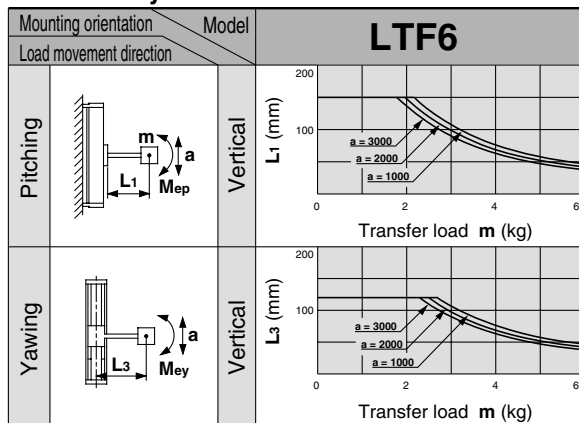 Mounting orientation
Model
Load movement direction
LTF6
Pitching
m
a
L1
Mep
Vertical
L1 (mm)
200
100
a = 3000
a = 2000
a = 1000
0 2 4 6
Transfer load m (kg)
Yawing
a
L3
Mey
Vertical
L3 (mm)
200
100
a = 3000
a = 2000
a = 1000
0 2 4 6
Transfer load m (kg)